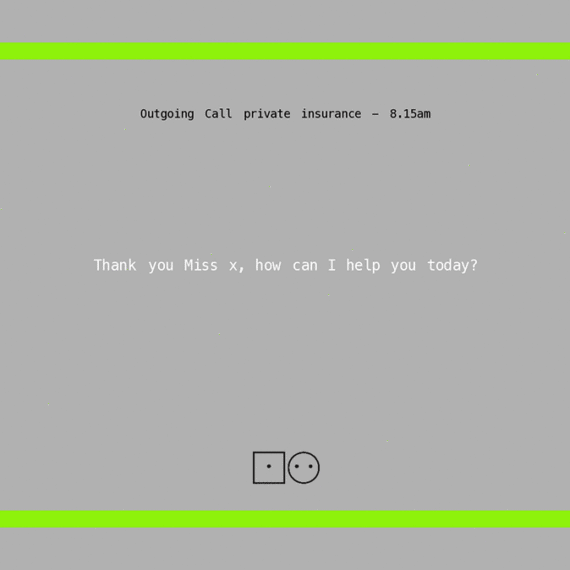 Outgoing Call private insurance – 8.15am
Thank you Miss x, how can I help you today?